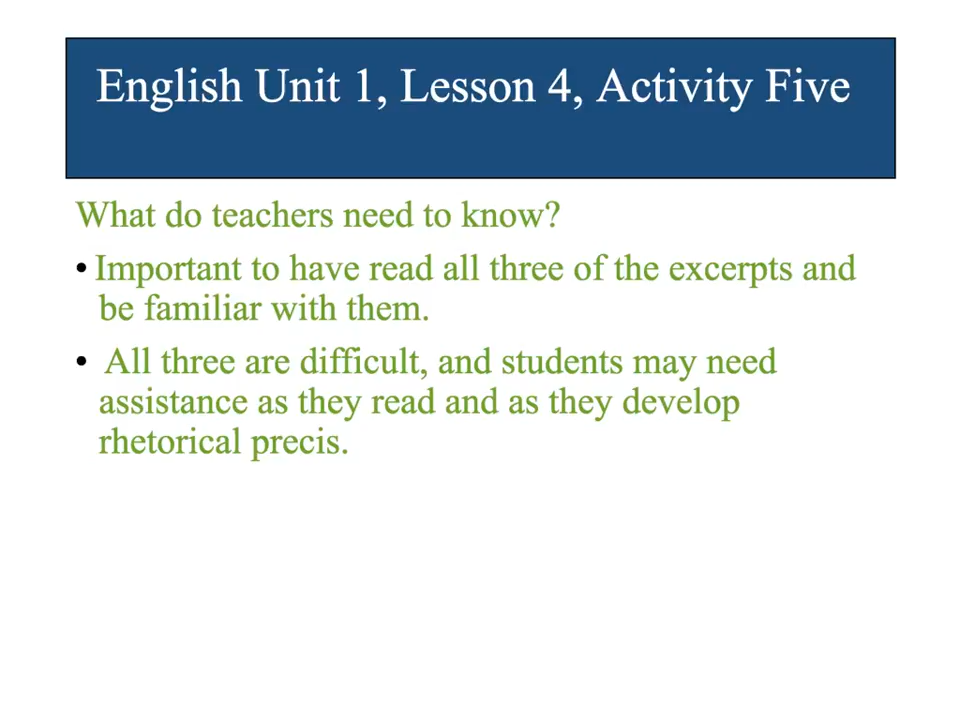 English Unit 1, Lesson 4, Activity Five
What do teachers need to know?
• Important to have read all three of the excerpts and
be familiar with them.
• All three are difficult, and students may need
assistance as they read and as they develop
rhetorical precis.